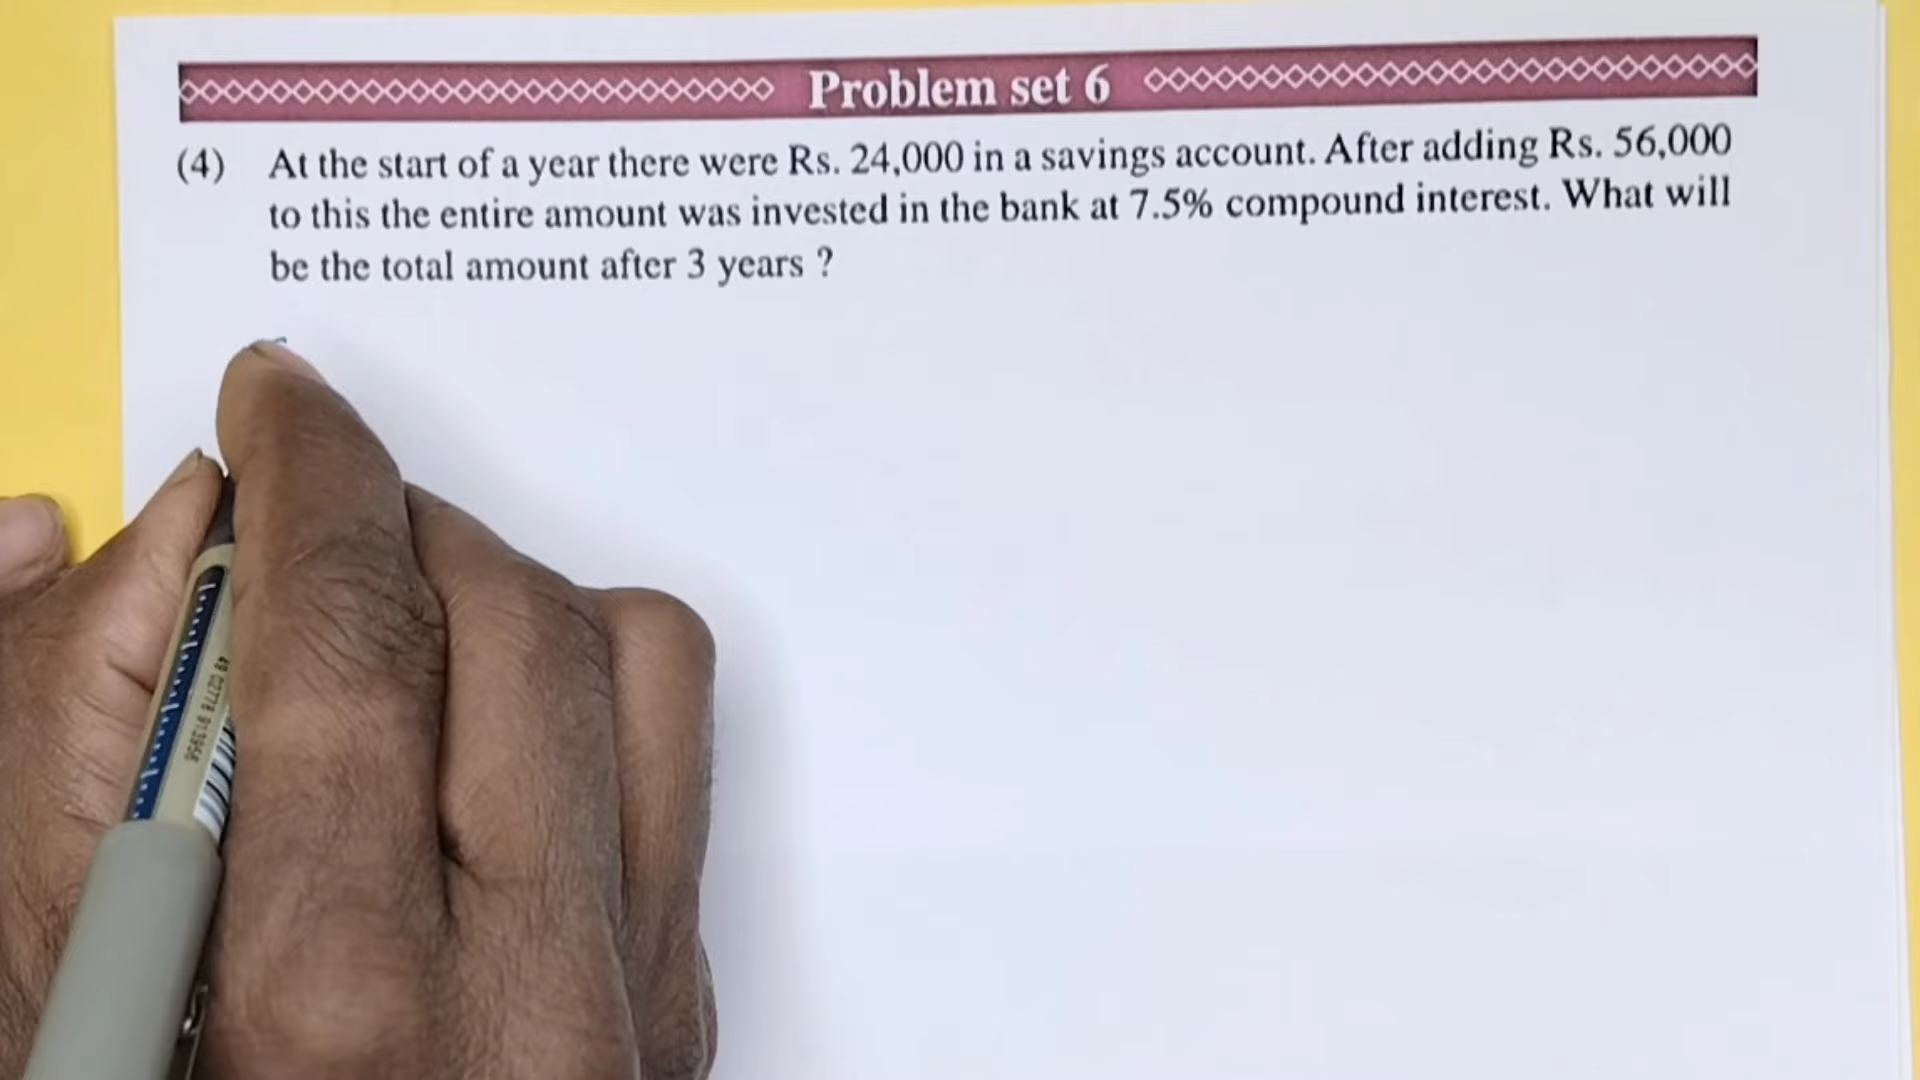 Problem set 6
(4) At the start of a year there were Rs. 24,000 in a savings account. After adding Rs. 56,000
to this the entire amount was invested in the bank at 7.5% compound interest. What will
be the total amount after 3 years ?